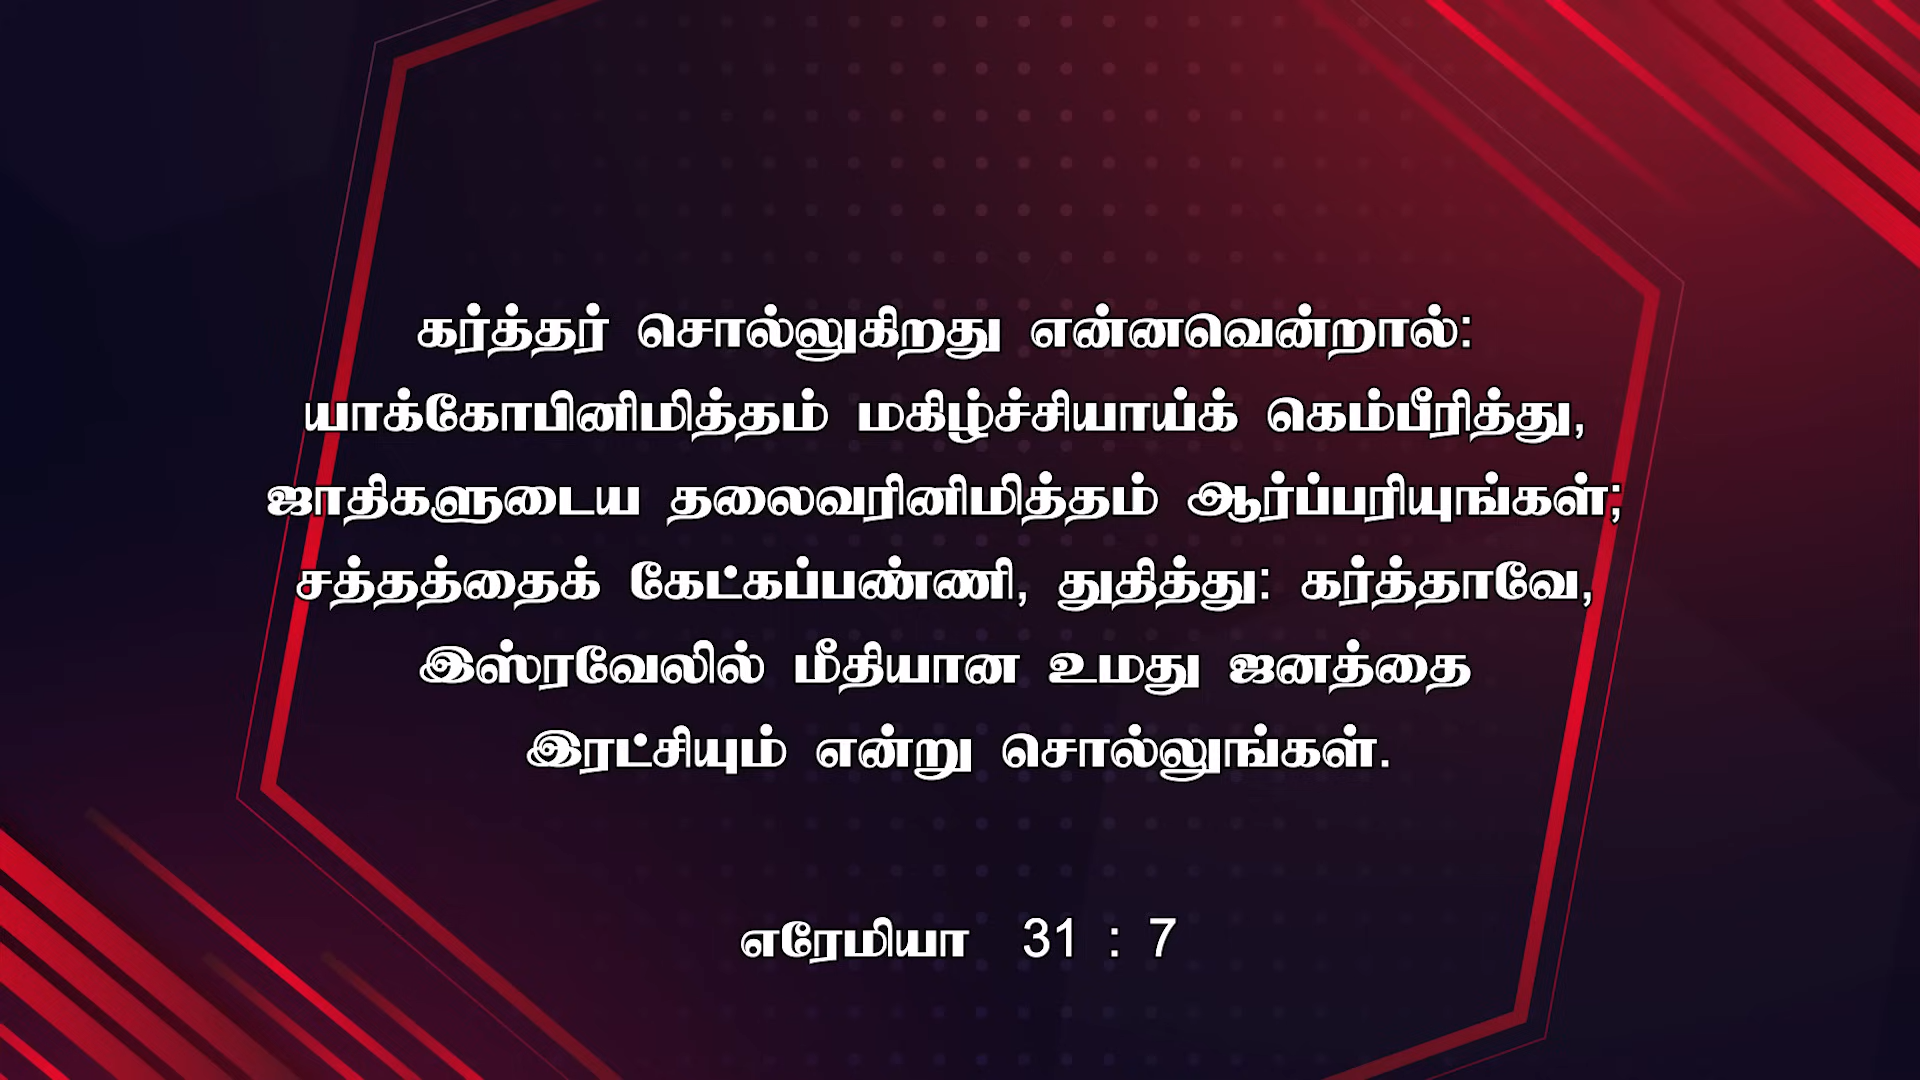 கர்த்தர் சொல்லுகிறது என்னவென்றால்:
யாக்கோபினிமித்தம் மகிழ்ச்சியாய்க் கெம்பீரித்து,
ஜாதிகளுடைய தலைவரினிமித்தம் ஆர்ப்பரியுங்கள்;
சத்தத்தைக் கேட்கப்பண்ணி, துதித்து: கர்த்தாவே,
இஸ்ரவேலில் மீதியான உமது ஜனத்தை
இரட்சியும் என்று சொல்லுங்கள்.
எரேமியா 31 : 7